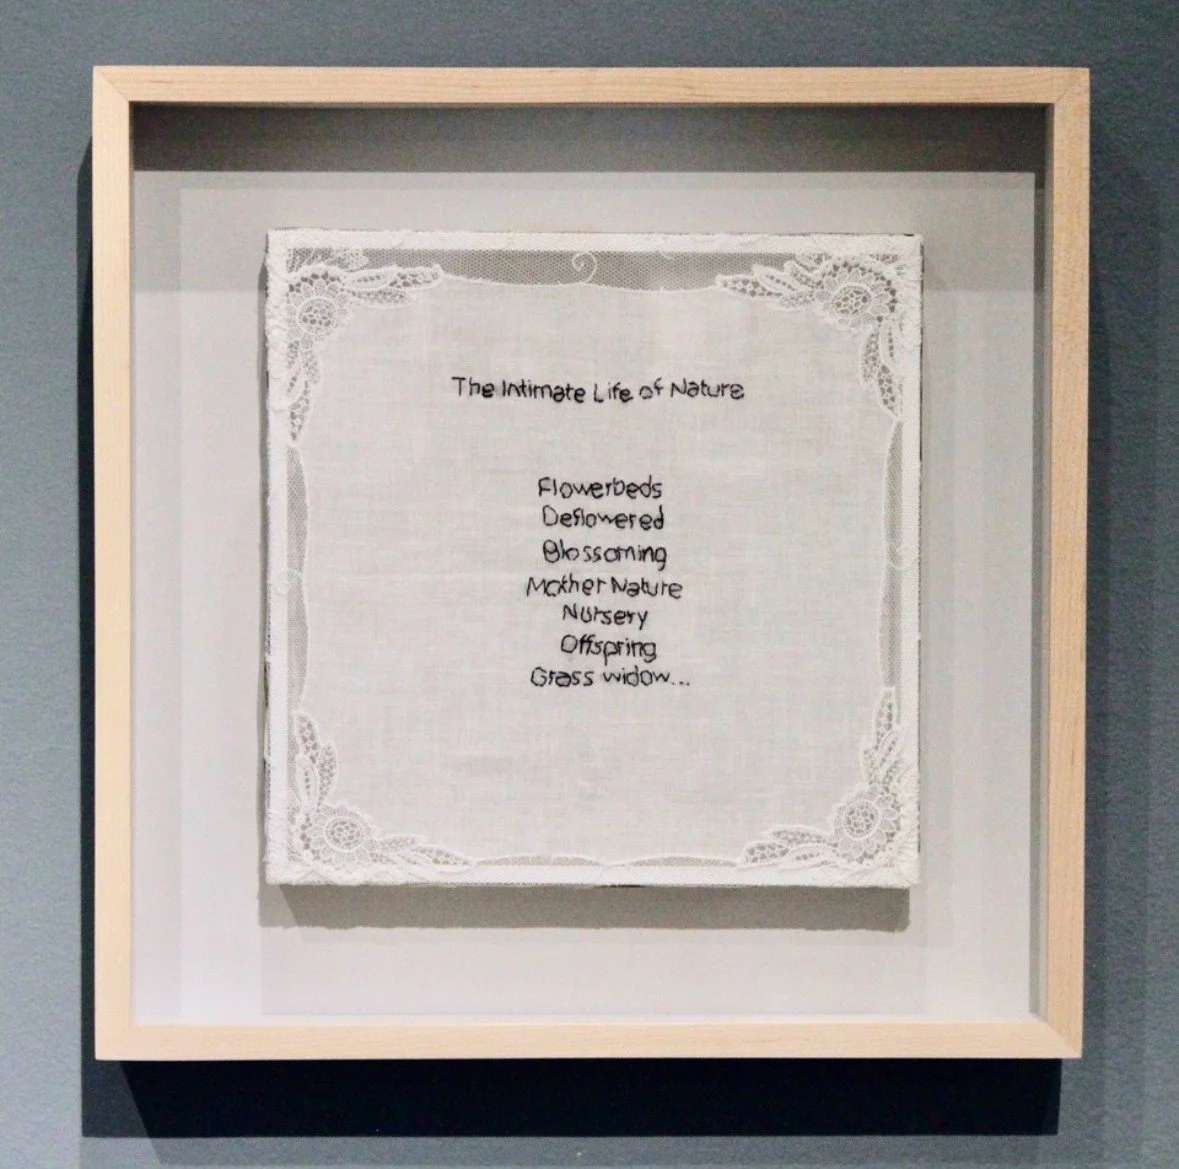 The Intimate Life of Nature
Flowerbeds
Deflowered
Blossoming
Mother Nature
Nursery
Offspring
Grass widow...